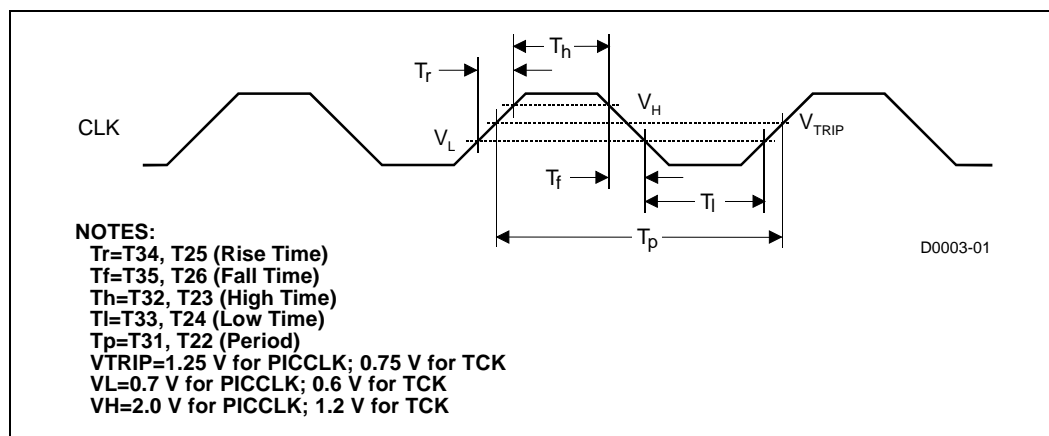 Th
Tr
CLK
VH
VL
VTRIP
Tf
Tl
Tp
D0003-01
NOTES:
Tr=T34, T25 (Rise Time)
Tf=T35, T26 (Fall Time)
Th=T32, T23 (High Time)
Tl=T33, T24 (Low Time)
Tp=T31, T22 (Period)
VTRIP=1.25 V for PICCLK; 0.75 V for TCK
VL=0.7 V for PICCLK; 0.6 V for TCK
VH=2.0 V for PICCLK; 1.2 V for TCK